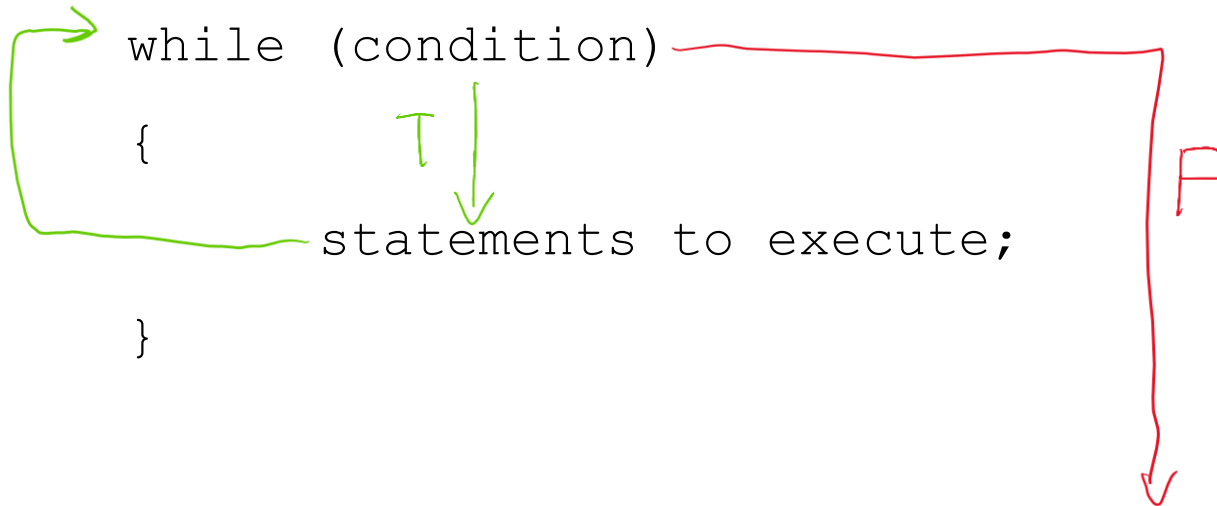 while (condition)
{
T
F
statements to execute;
}